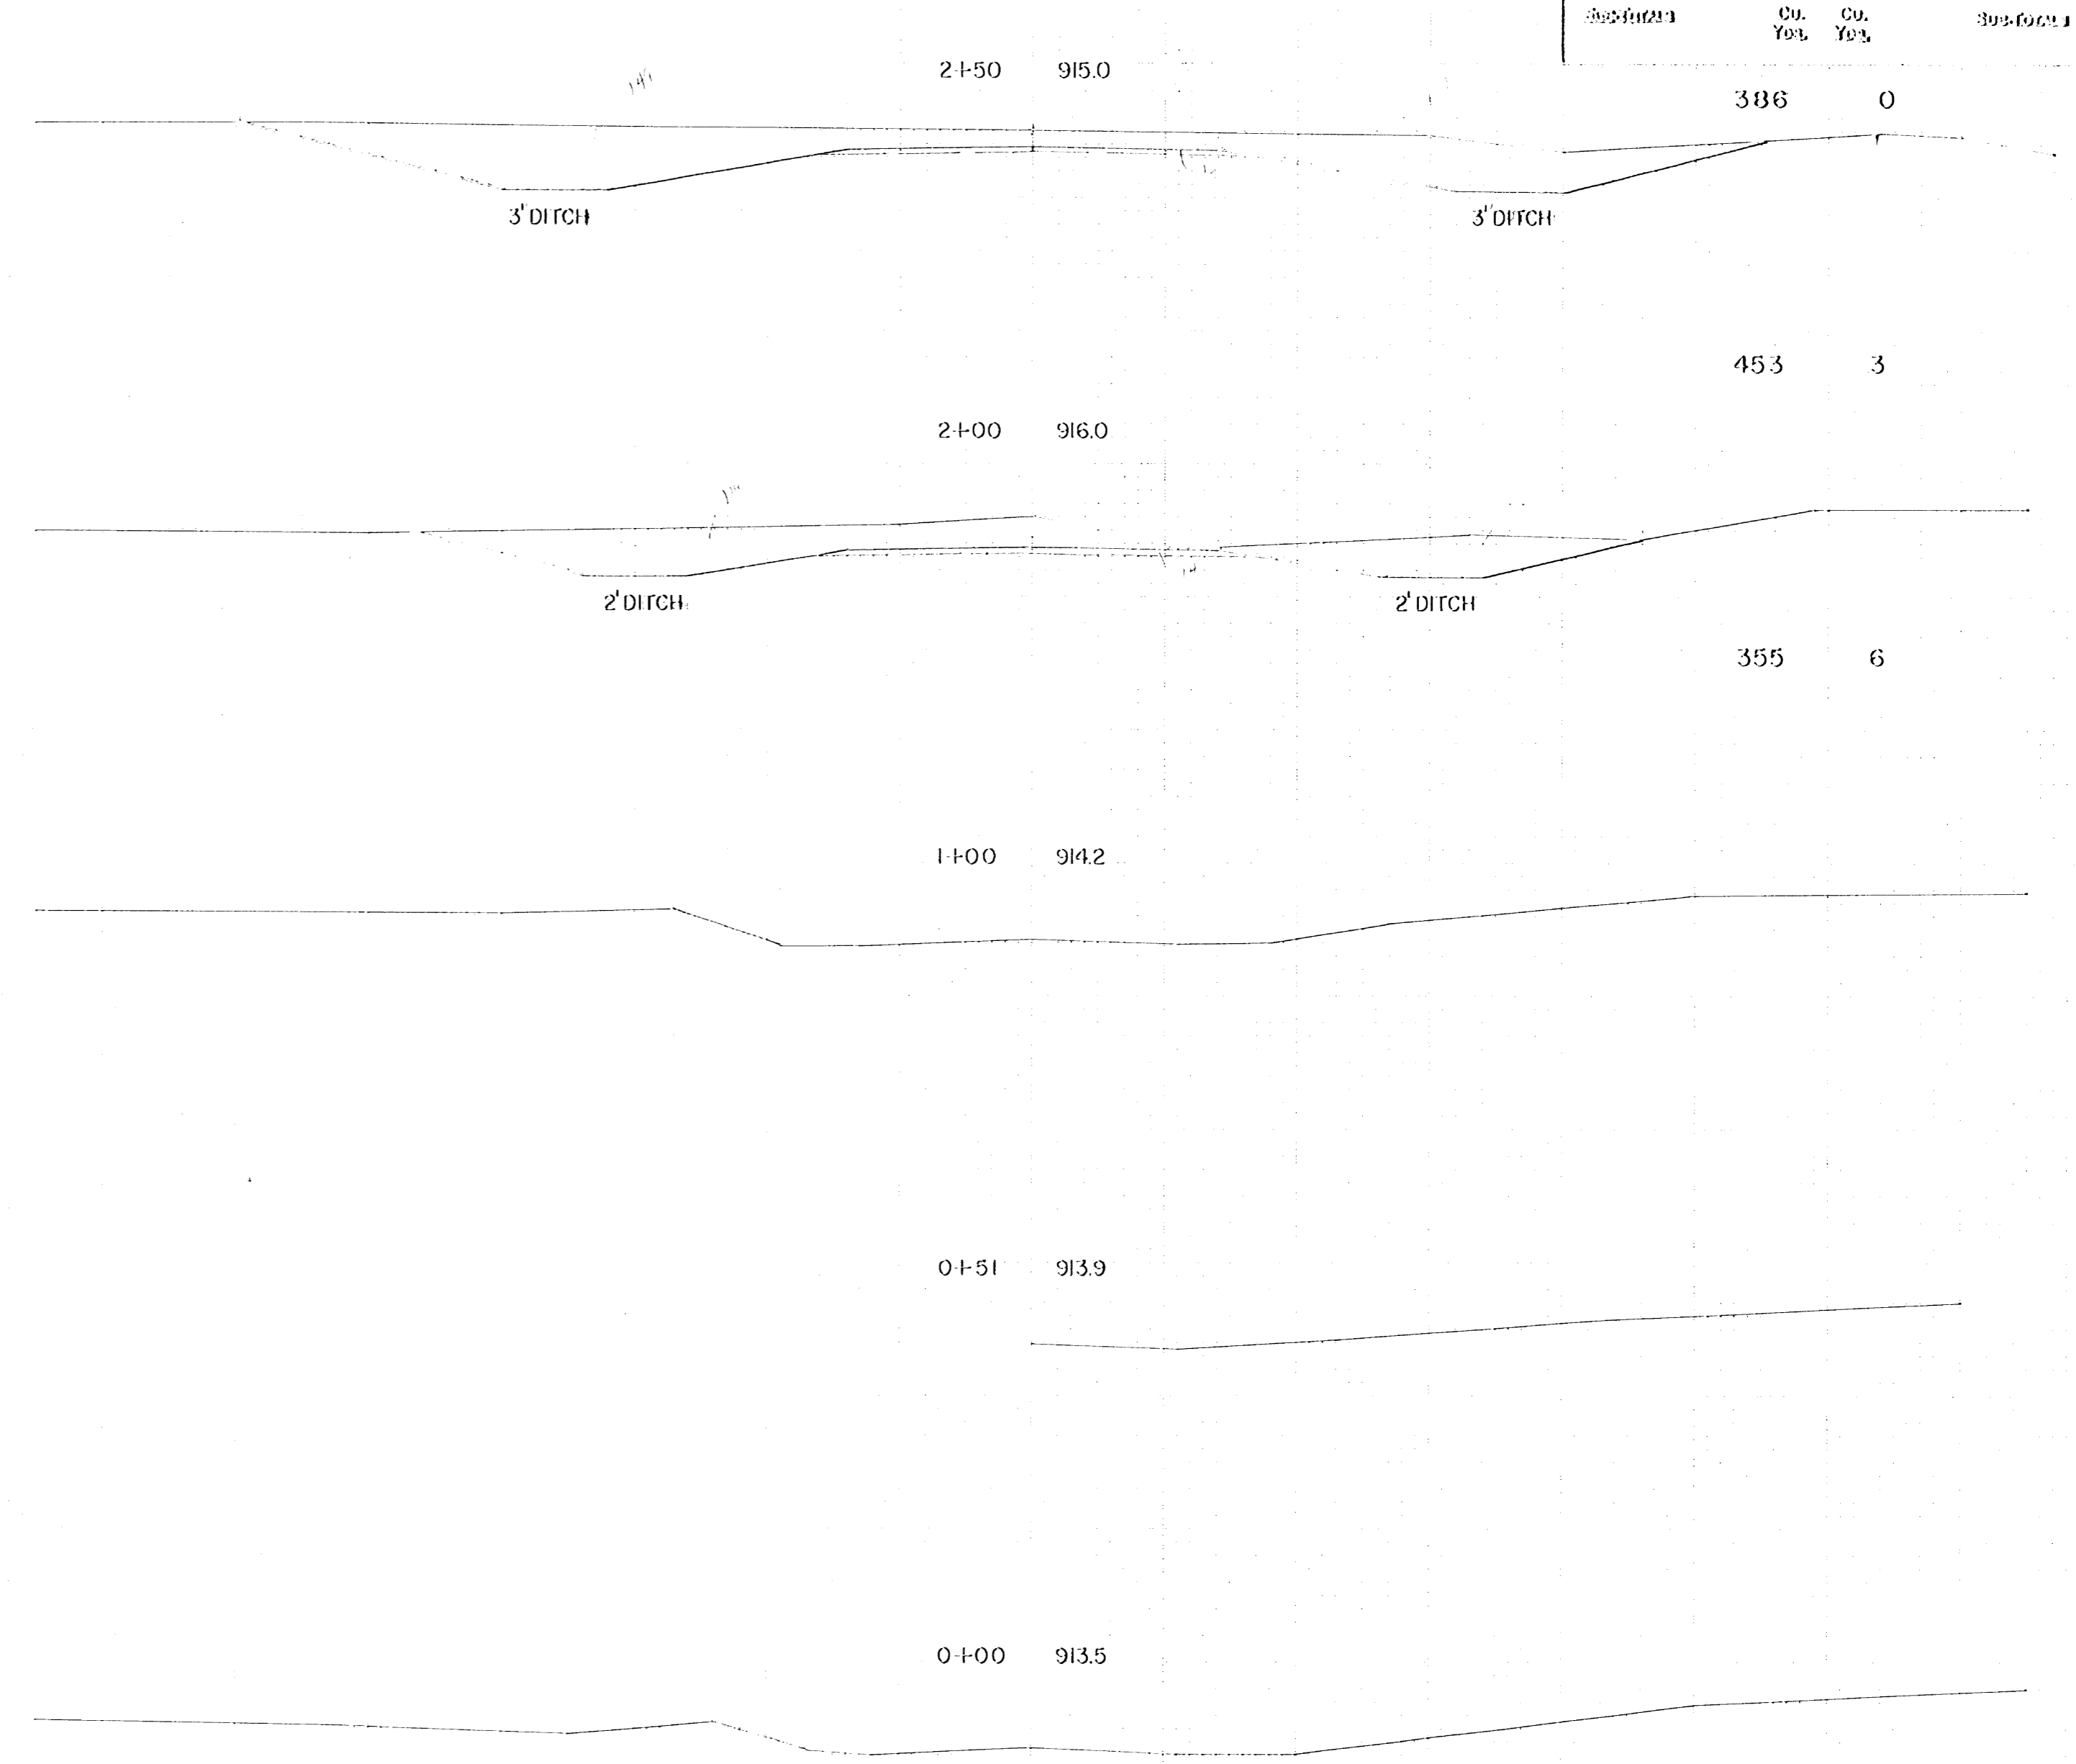 Cu. Cu.
Yds. Yds.
2+50 915.0
386 0
3' DITCH 3' DITCH
453 3
2+00 916.0
2' DITCH 2' DITCH
355 6
1+00 914.2
0+51 913.9
0+00 913.5